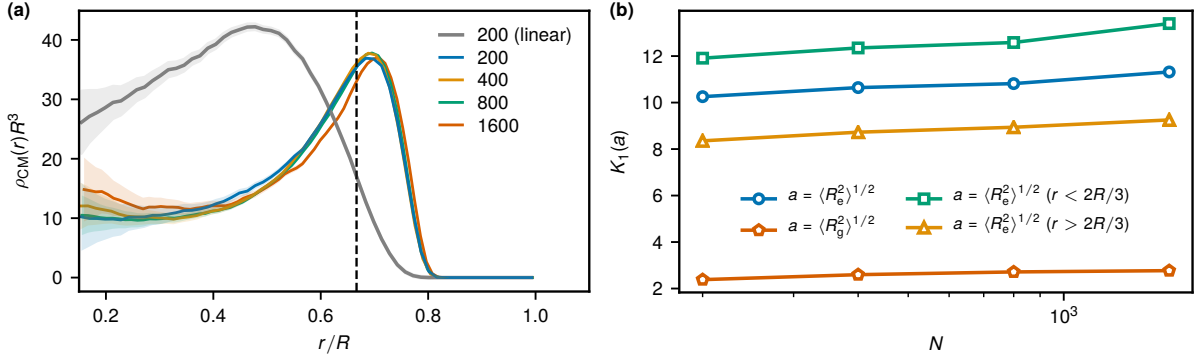 (a)
ρCM(r)R³
40
30
20
10
0
200 (linear)
200
400
800
1600
0.2
0.4
0.6
0.8
1.0
r/R
(b)
K₁(a)
12
10
8
6
4
2
a = ⟨Rₑ²⟩¹/²
a = ⟨R_g²⟩¹/²
a = ⟨Rₑ²⟩¹/² (r < 2R/3)
a = ⟨Rₑ²⟩¹/² (r > 2R/3)
10³
N